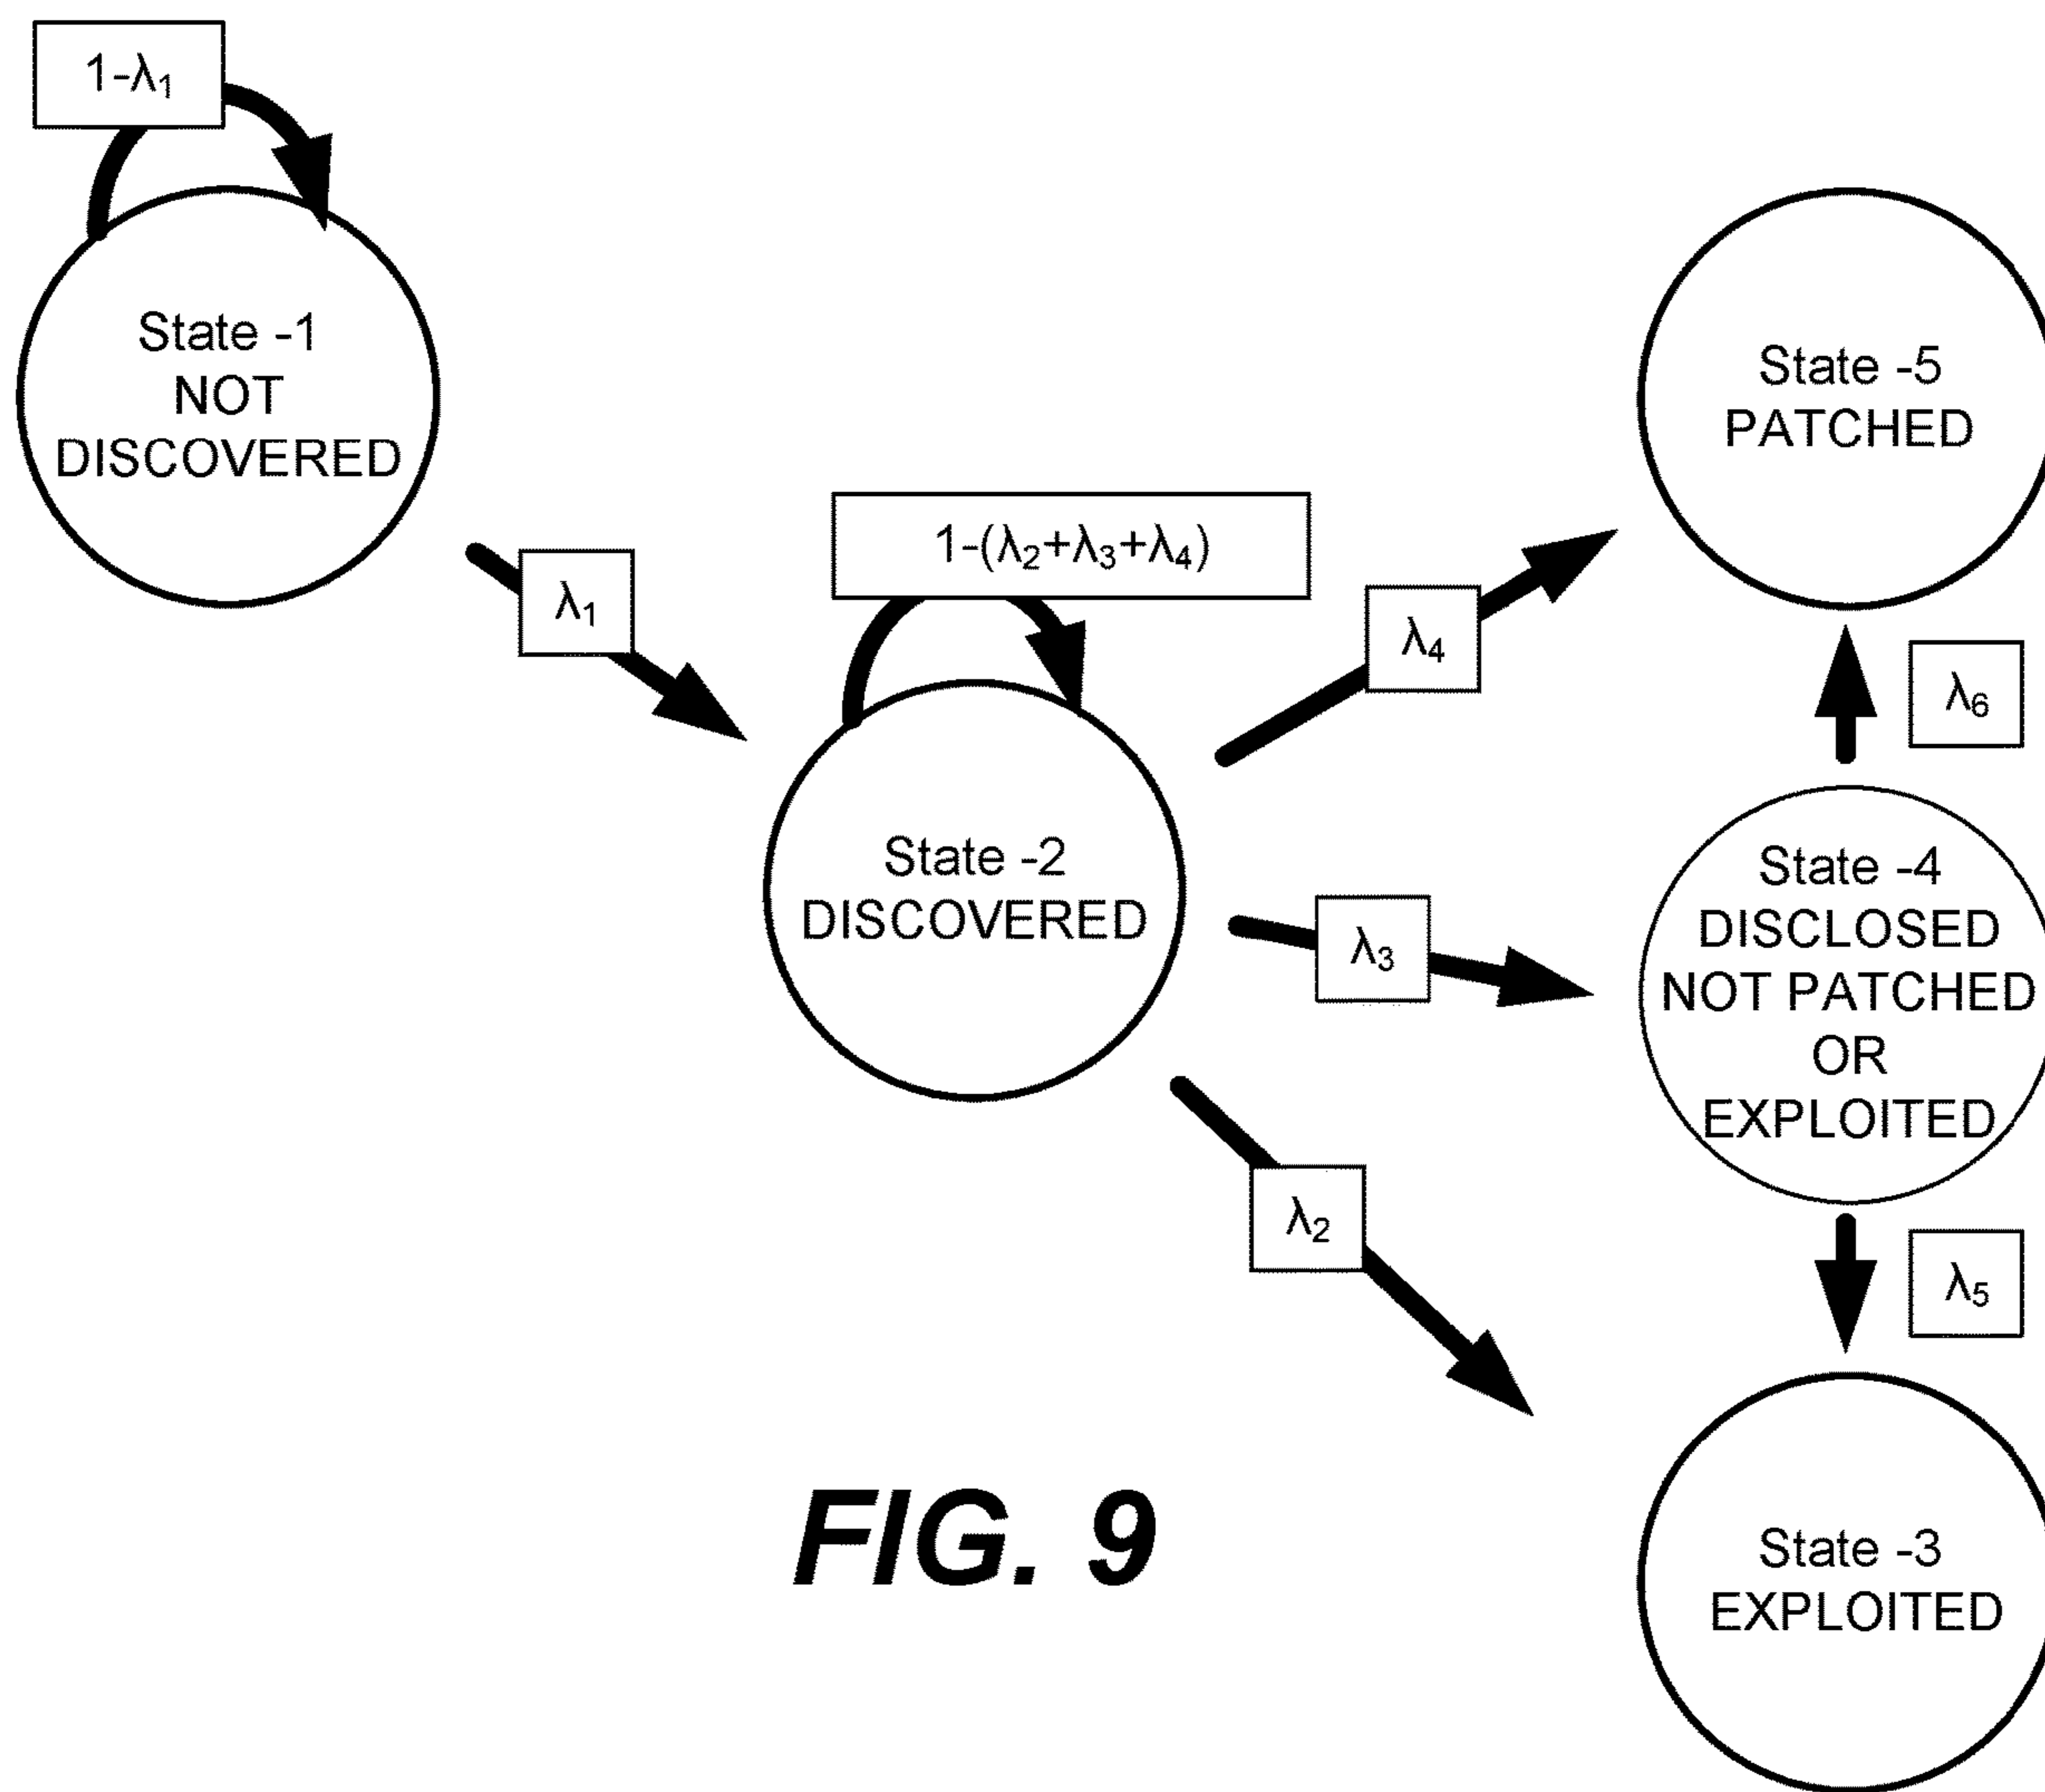 1-λ₁
State -1
NOT
DISCOVERED
λ₁
1-(λ₂+λ₃+λ₄)
State -2
DISCOVERED
λ₄
λ₃
λ₂
State -5
PATCHED
λ₆
State -4
DISCLOSED
NOT PATCHED
OR
EXPLOITED
λ₅
State -3
EXPLOITED
FIG. 9